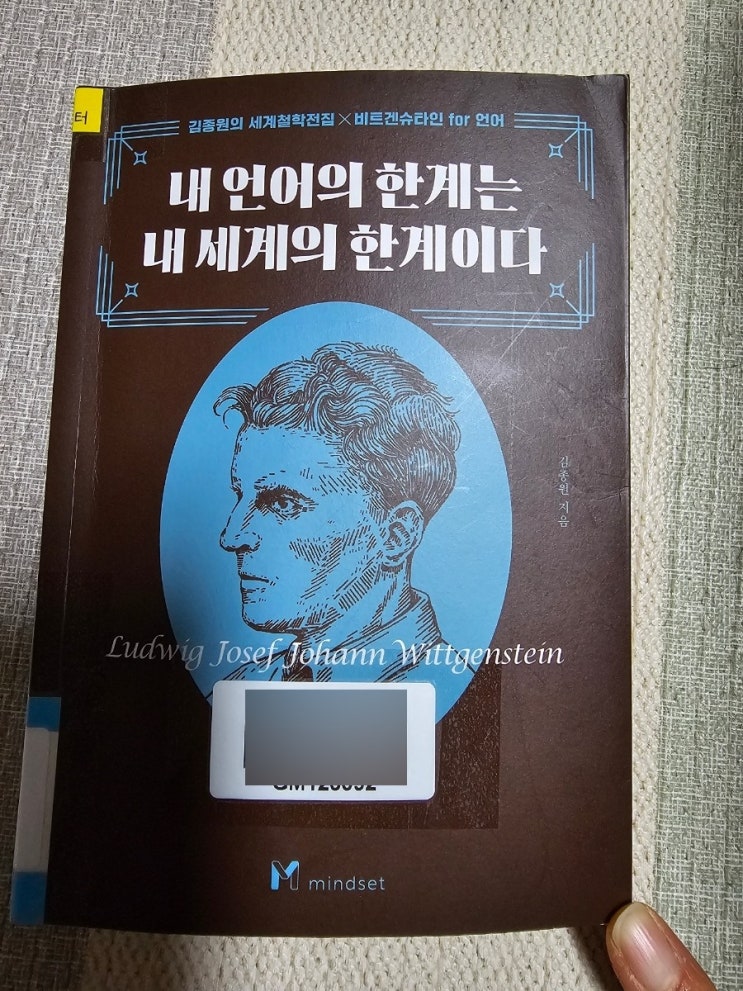 터
김종원의 세계철학전집×비트겐슈타인 for 언어
내 언어의 한계는
내 세계의 한계이다
김종원 지음
Ludwig Josef Johann Wittgenstein
mindset